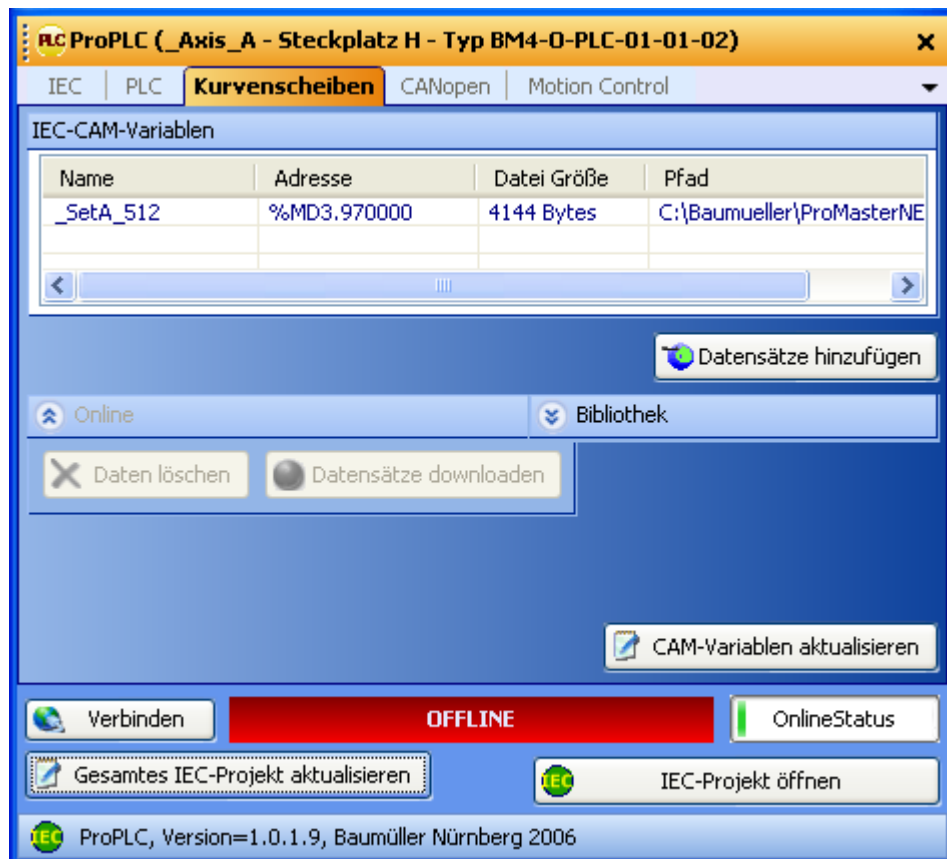 PLC ProPLC (_Axis_A - Steckplatz H - Typ BM4-O-PLC-01-01-02)
IEC PLC Kurvenscheiben CANopen Motion Control
IEC-CAM-Variablen
Name Adresse Datei Größe Pfad
_SetA_512 %MD3.970000 4144 Bytes C:\Baumueller\ProMasterNE
Datensätze hinzufügen
Online Bibliothek
Daten löschen Datensätze downloaden
CAM-Variablen aktualisieren
Verbinden OFFLINE OnlineStatus
Gesamtes IEC-Projekt aktualisieren IEC IEC-Projekt öffnen
IEC ProPLC, Version=1.0.1.9, Baumüller Nürnberg 2006